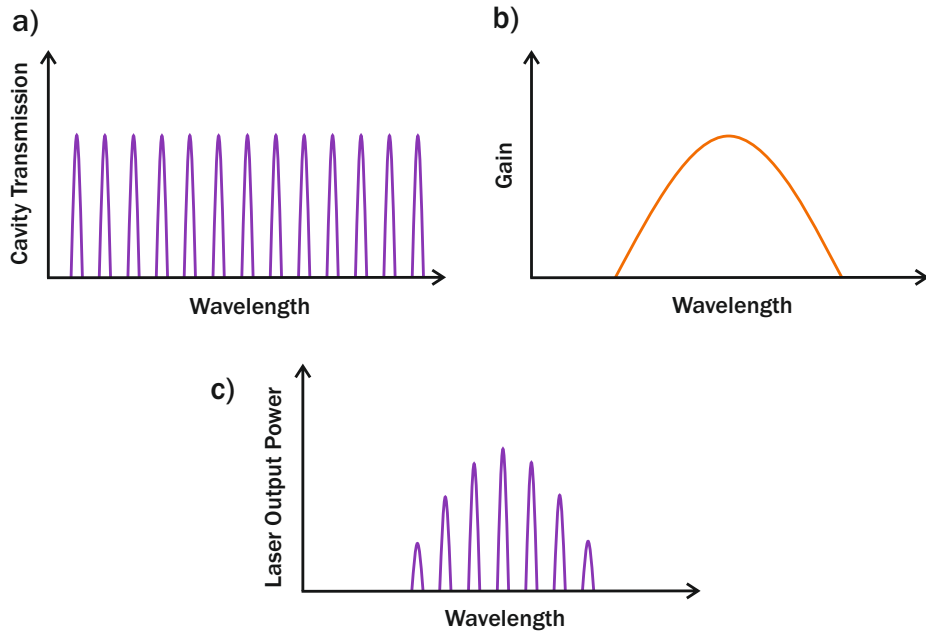 a)
Cavity Transmission
Wavelength
b)
Gain
Wavelength
c)
Laser Output Power
Wavelength